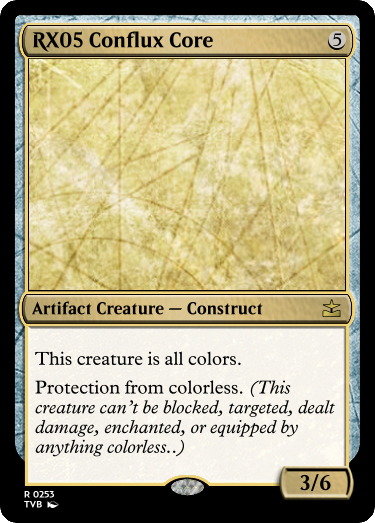 RX05 Conflux Core 5
Artifact Creature — Construct
This creature is all colors.
Protection from colorless. (This
creature can't be blocked, targeted, dealt
damage, enchanted, or equipped by
anything colorless..)
3/6
R 0253
TVB